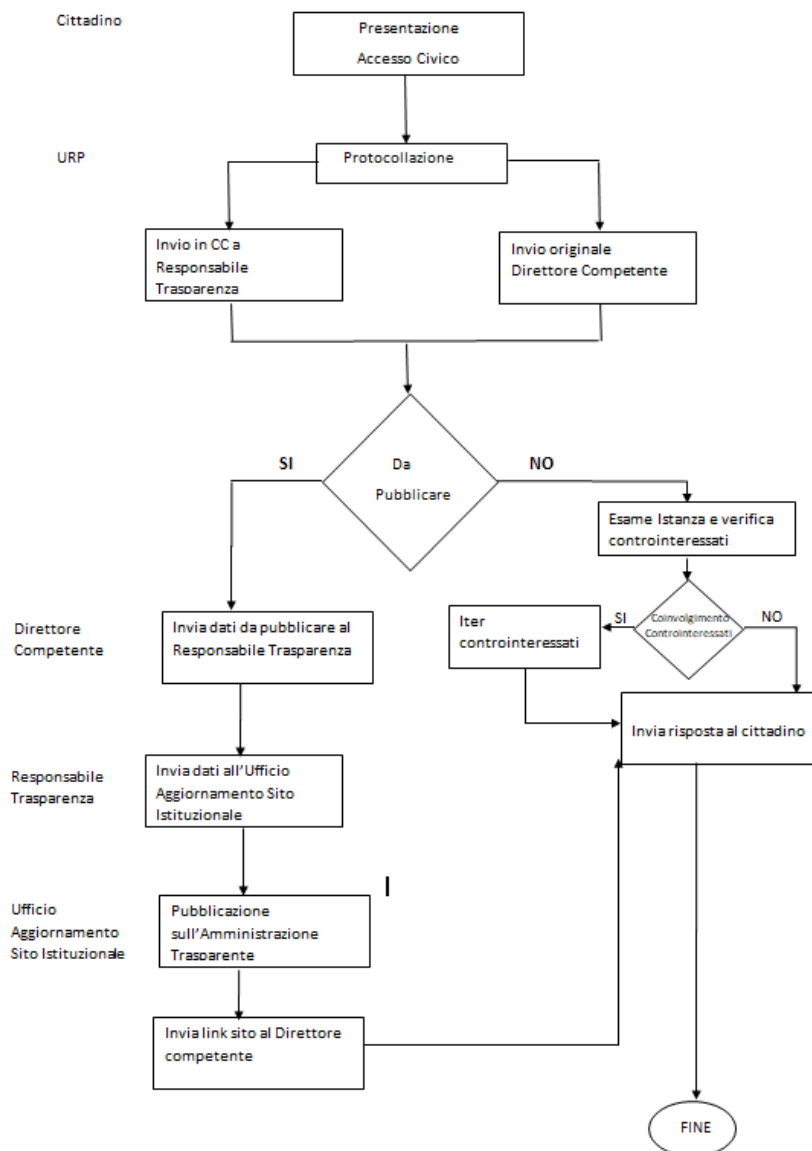 Cittadino
Presentazione
Accesso Civico
URP
Protocollazione
Invio in CC a
Responsabile
Trasparenza
Invio originale
Direttore Competente
SI
Da
Pubblicare
NO
Esame Istanza e verifica
controinteressati
Direttore
Competente
Invia dati da pubblicare al
Responsabile Trasparenza
Iter
controinteressati
SI
Coinvolgimento
Controinteressati
NO
Invia risposta al cittadino
Responsabile
Trasparenza
Invia dati all'Ufficio
Aggiornamento Sito
Istituzionale
Ufficio
Aggiornamento
Sito Istituzionale
Pubblicazione
sull'Amministrazione
Trasparente
Invia link sito al Direttore
competente
FINE